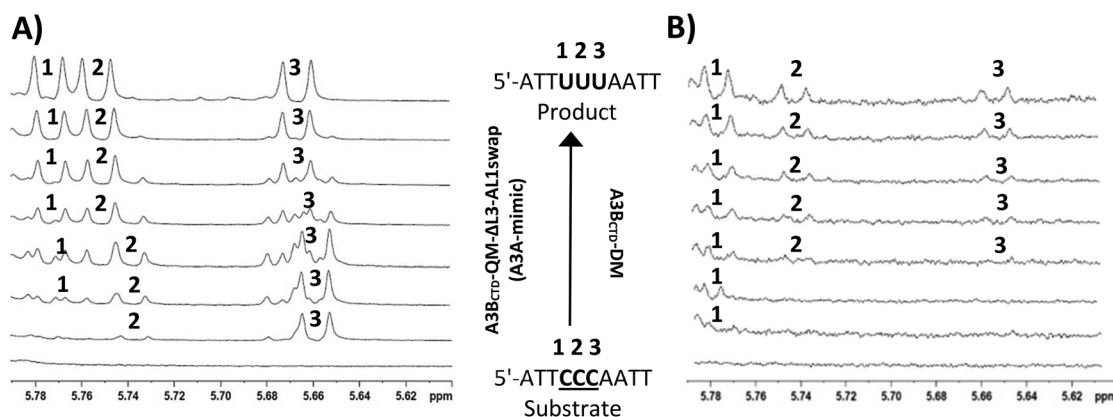 A)
1 2 3
1 2 3
1 2 3
1 2 3
1 2 3
1 2 3
2 3
5.78 5.76 5.74 5.72 5.70 5.68 5.66 5.64 5.62 ppm
1 2 3
5'-ATTUUUAATT
Product
A3BCTD-QM-ΔL3-AL1swap
(A3A-mimic)
A3BCTD-DM
1 2 3
5'-ATTCCCAATT
Substrate
B)
1 2 3
1 2 3
1 2 3
1 2 3
1 2 3
1
1
5.78 5.76 5.74 5.72 5.70 5.68 5.66 5.64 5.62 ppm